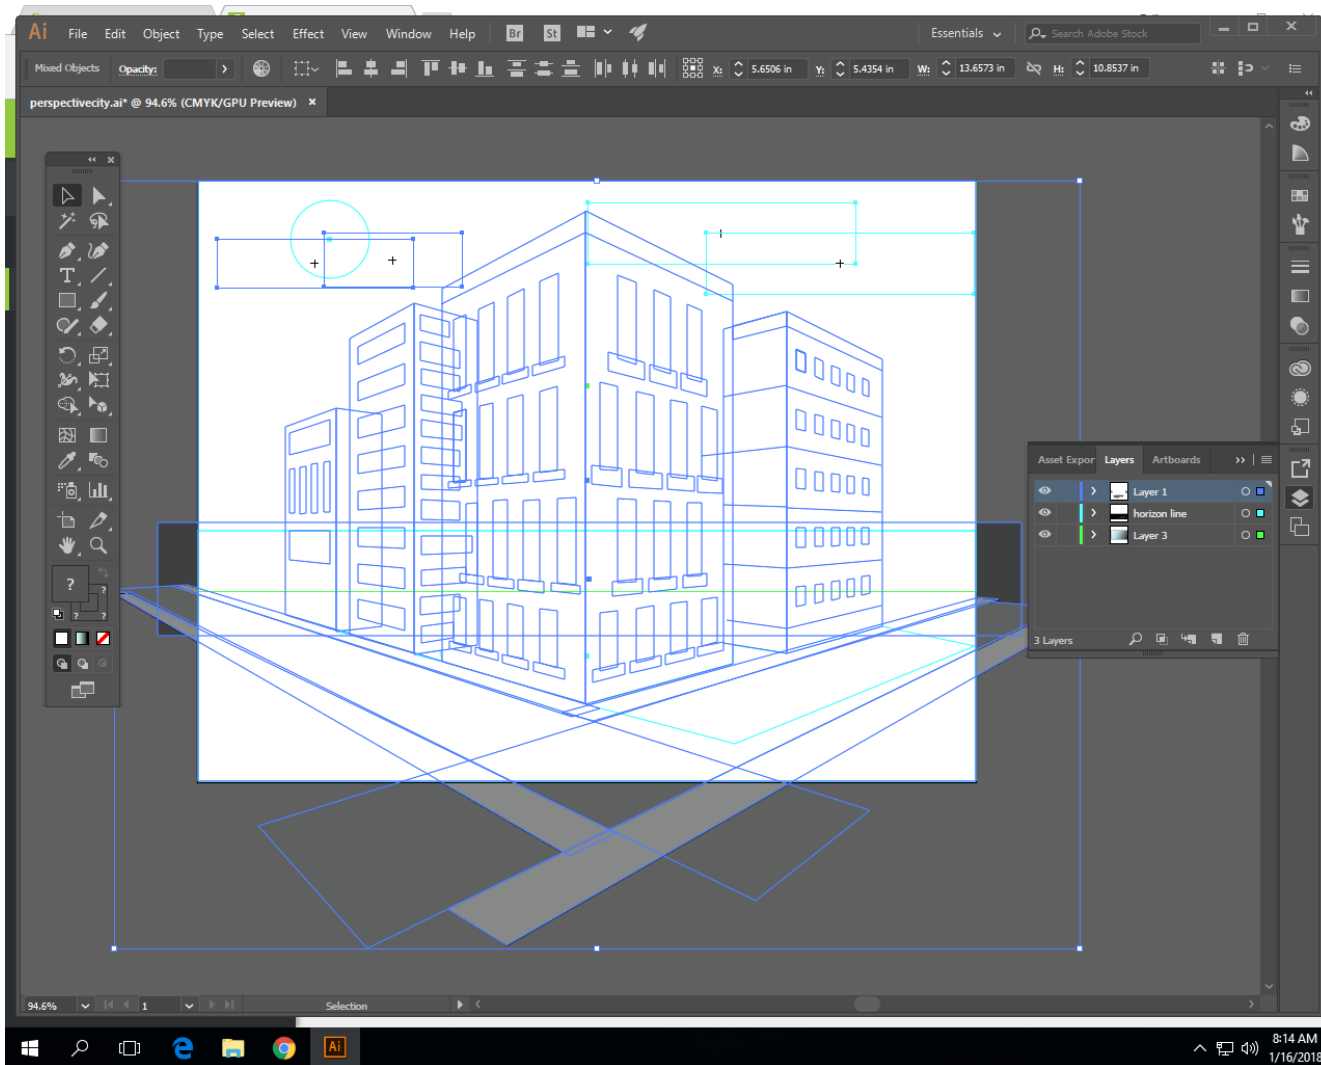 Ai File Edit Object Type Select Effect View Window Help Br St Essentials Search Adobe Stock
Mixed Objects Opacity: X: 5.6506 in Y: 5.4354 in W: 13.6573 in H: 10.8537 in
perspectivecity.ai* @ 94.6% (CMYK/GPU Preview) ×
Asset Expor Layers Artboards
Layer 1
horizon line
Layer 3
3 Layers
?
?
? ?
94.6% 1 Selection
Ai
8:14 AM
1/16/2018